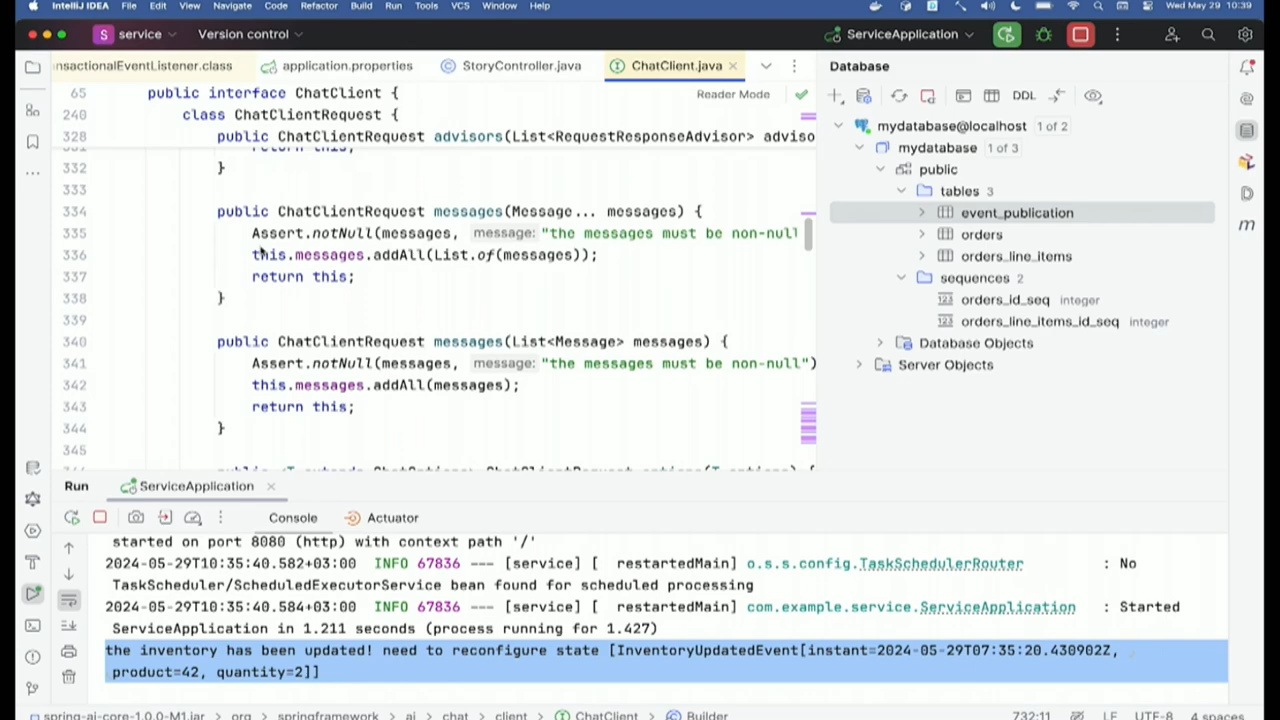 IntelliJ IDEA File Edit View Navigate Code Refactor Build Run Tools VCS Window Help Wed May 29 10:39
S service Version control ServiceApplication
nsactionalEventListener.class application.properties StoryController.java ChatClient.java
Database
65 public interface ChatClient {
Reader Mode
240 class ChatClientRequest {
328 public ChatClientRequest advisors(List<RequestResponseAdvisor> adviso
return this;
332 }
333
334 public ChatClientRequest messages(Message... messages) {
335 Assert.notNull(messages, message: "the messages must be non-null
336 this.messages.addAll(List.of(messages));
337 return this;
338 }
339
340 public ChatClientRequest messages(List<Message> messages) {
341 Assert.notNull(messages, message: "the messages must be non-null")
342 this.messages.addAll(messages);
343 return this;
344 }
345
DDL
mydatabase@localhost 1 of 2
mydatabase 1 of 3
public
tables 3
event_publication
orders
orders_line_items
sequences 2
orders_id_seq integer
orders_line_items_id_seq integer
Database Objects
Server Objects
Run ServiceApplication
Console Actuator
started on port 8080 (http) with context path '/'
2024-05-29T10:35:40.582+03:00 INFO 67836 --- [service] [ restartedMain] o.s.s.config.TaskSchedulerRouter : No
TaskScheduler/ScheduledExecutorService bean found for scheduled processing
2024-05-29T10:35:40.584+03:00 INFO 67836 --- [service] [ restartedMain] com.example.service.ServiceApplication : Started
ServiceApplication in 1.211 seconds (process running for 1.427)
the inventory has been updated! need to reconfigure state [InventoryUpdatedEvent[instant=2024-05-29T07:35:20.430902Z,
product=42, quantity=2]]
spring-ai-core-1.0.0-M1.jar org springframework ai chat client ChatClient Builder 732:11 LF UTF-8 4 spaces